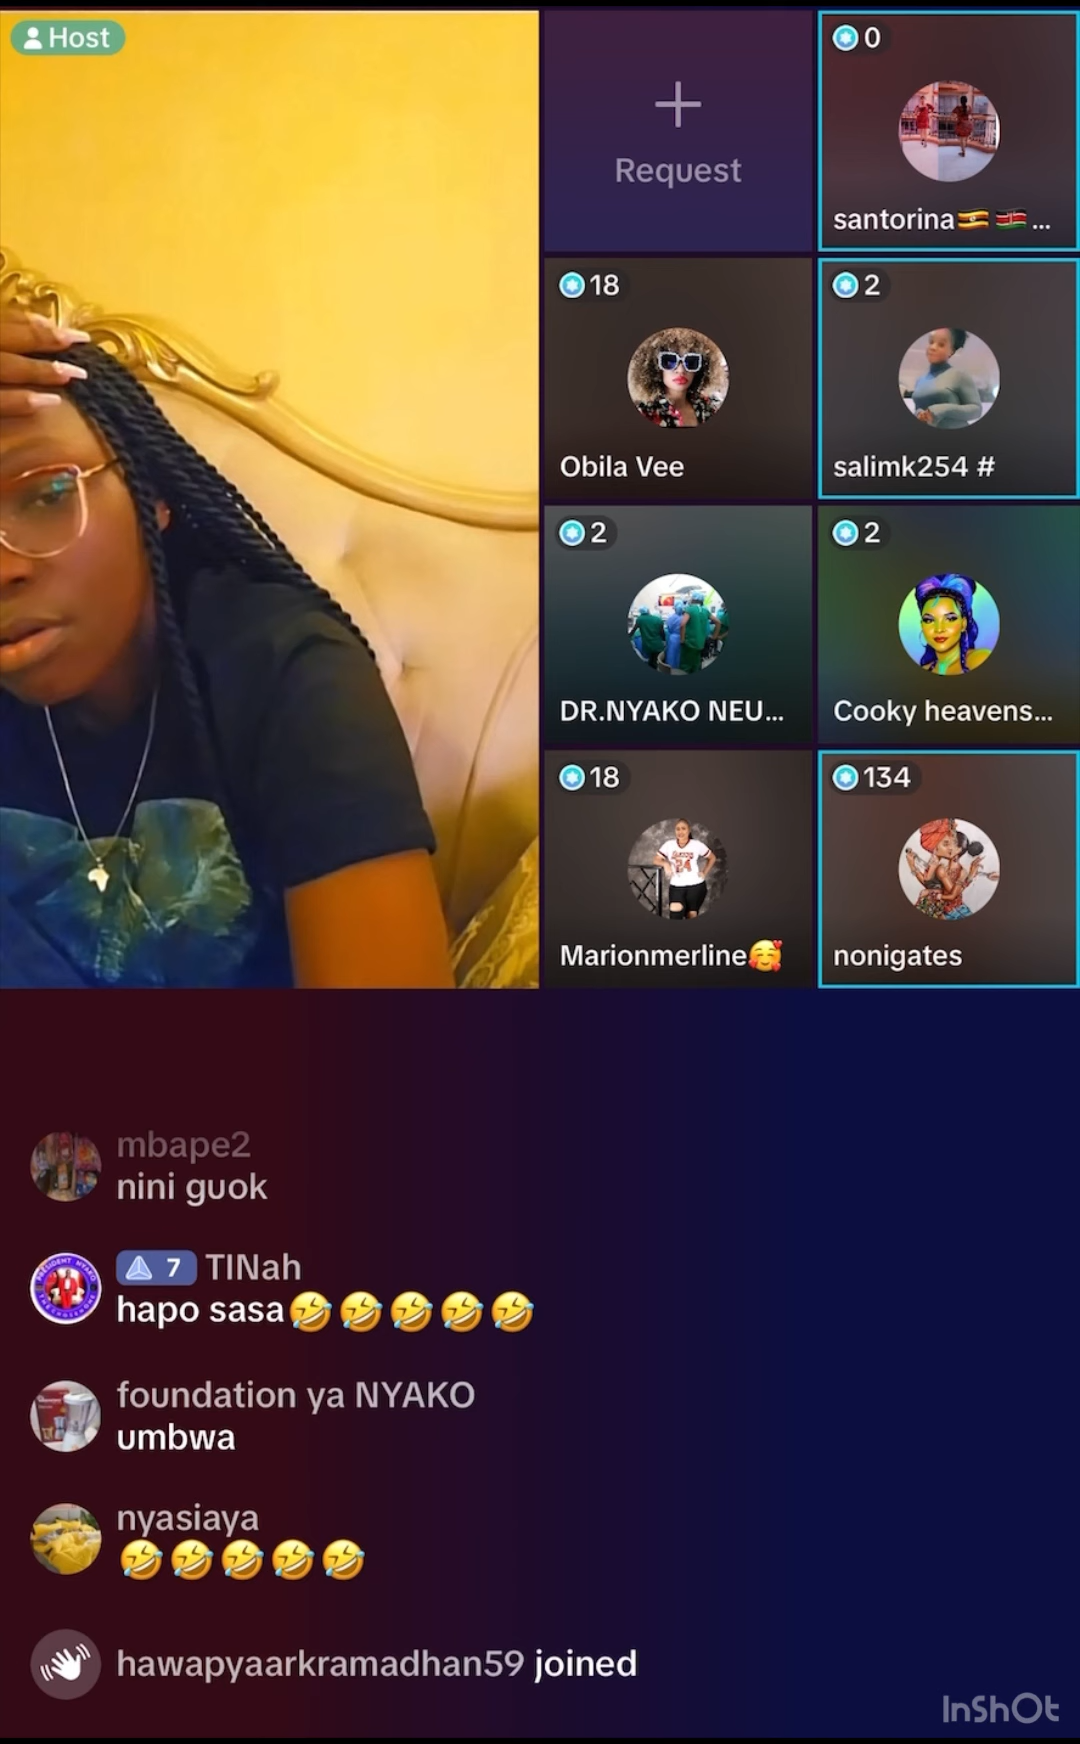 Host
Request
0
santorina🇺🇬🇰🇪...
18
Obila Vee
2
salimk254 #
2
DR.NYAKO NEU...
2
Cooky heavens...
18
Marionmerline🥰
134
nonigates
mbape2
nini guok
7 TINah
hapo sasa🤣🤣🤣🤣🤣
foundation ya NYAKO
umbwa
nyasiaya
🤣🤣🤣🤣🤣
hawapyaarkramadhan59 joined
InShOt